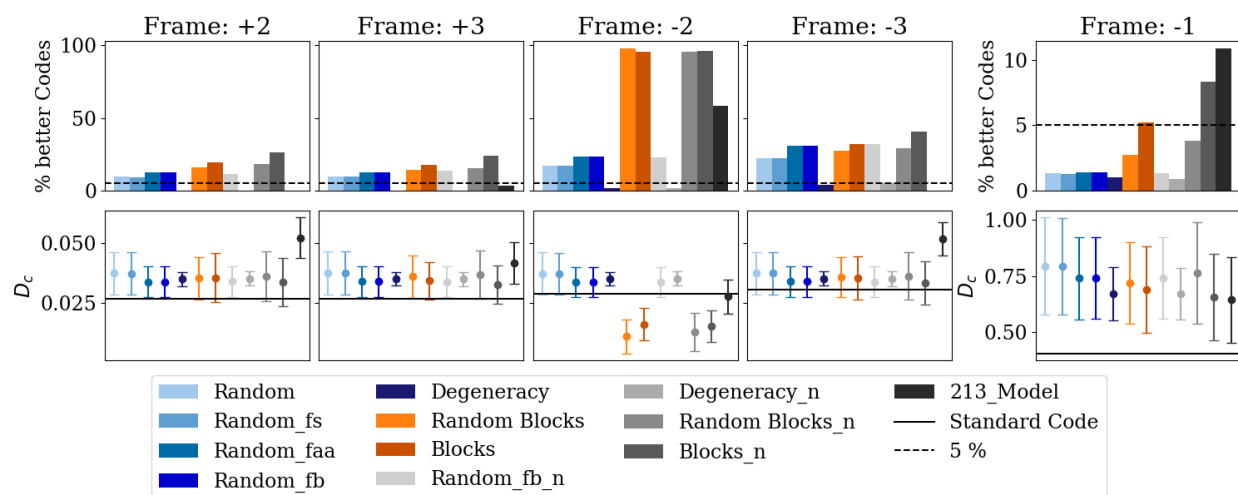 Frame: +2
Frame: +3
Frame: -2
Frame: -3
Frame: -1
% better Codes
100
50
0
% better Codes
10
5
0
D_c
0.050
0.025
D_c
1.00
0.75
0.50
Random
Random_fs
Random_faa
Random_fb
Degeneracy
Random Blocks
Blocks
Random_fb_n
Degeneracy_n
Random Blocks_n
Blocks_n
213_Model
Standard Code
5 %